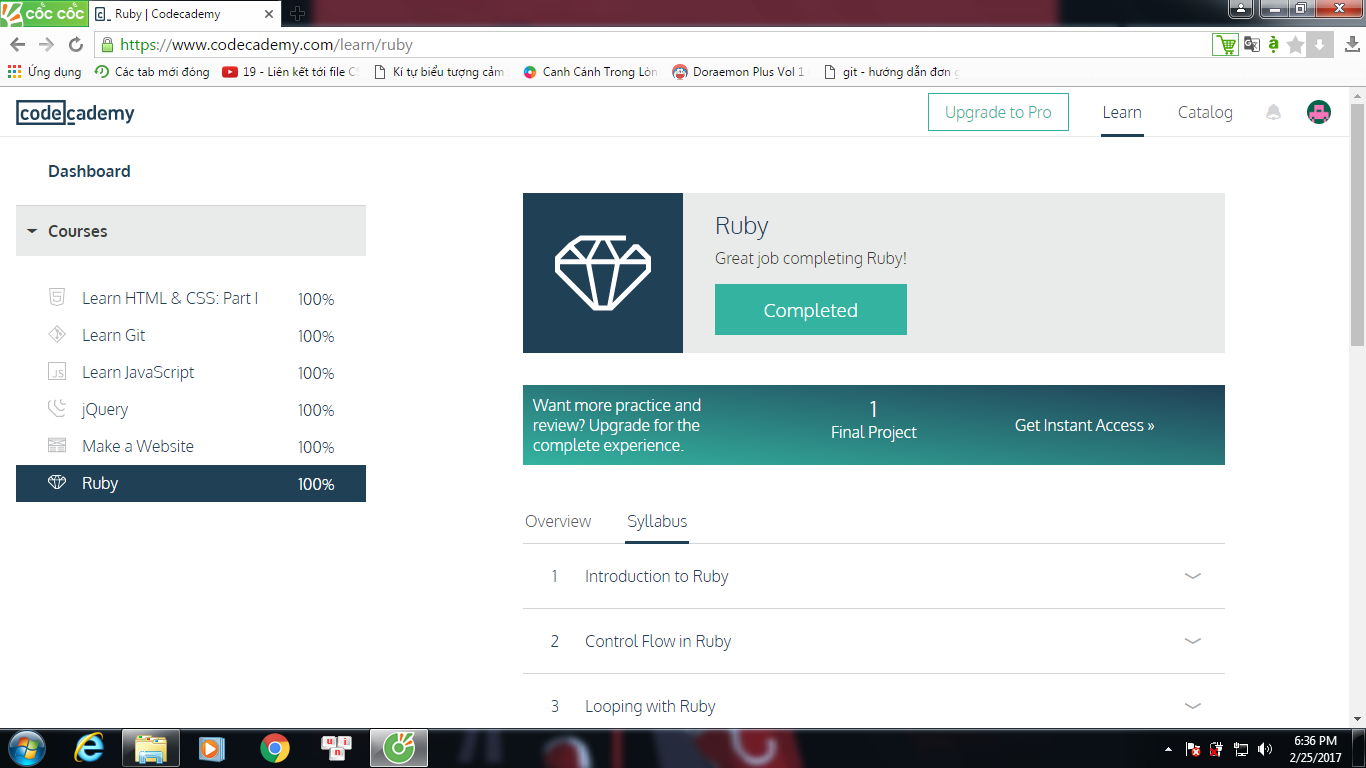 CỐC CỐC
Ruby | Codecademy
https://www.codecademy.com/learn/ruby
Ứng dụng
Các tab mới đóng
19 - Liên kết tới file CS
Kí tự biểu tượng cảm
Canh Cánh Trong Lòn
Doraemon Plus Vol 1
git - hướng dẫn đơn g
codecademy
Upgrade to Pro
Learn
Catalog
Dashboard
Courses
Learn HTML & CSS: Part I 100%
Learn Git 100%
Learn JavaScript 100%
jQuery 100%
Make a Website 100%
Ruby 100%
Ruby
Great job completing Ruby!
Completed
Want more practice and
review? Upgrade for the
complete experience.
1
Final Project
Get Instant Access »
Overview
Syllabus
1 Introduction to Ruby
2 Control Flow in Ruby
3 Looping with Ruby
6:36 PM
2/25/2017